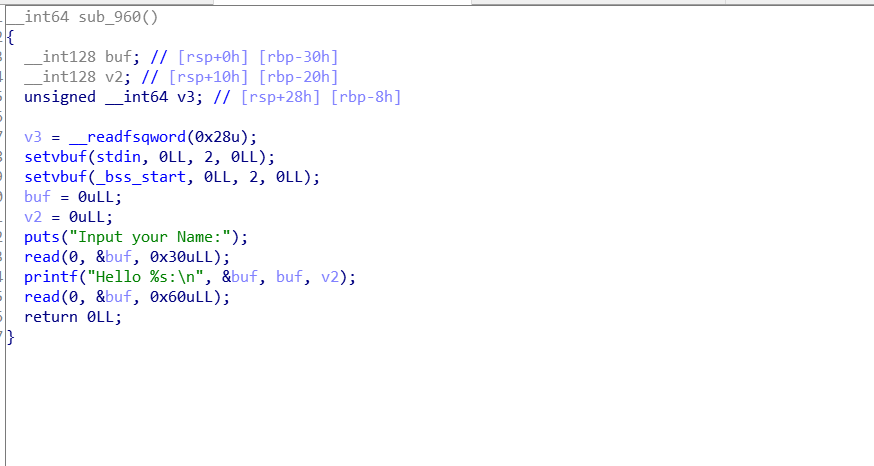 __int64 sub_960()
{
  __int128 buf; // [rsp+0h] [rbp-30h]
  __int128 v2; // [rsp+10h] [rbp-20h]
  unsigned __int64 v3; // [rsp+28h] [rbp-8h]

  v3 = __readfsqword(0x28u);
  setvbuf(stdin, 0LL, 2, 0LL);
  setvbuf(_bss_start, 0LL, 2, 0LL);
  buf = 0uLL;
  v2 = 0uLL;
  puts("Input your Name:");
  read(0, &buf, 0x30uLL);
  printf("Hello %s:\n", &buf, buf, v2);
  read(0, &buf, 0x60uLL);
  return 0LL;
}